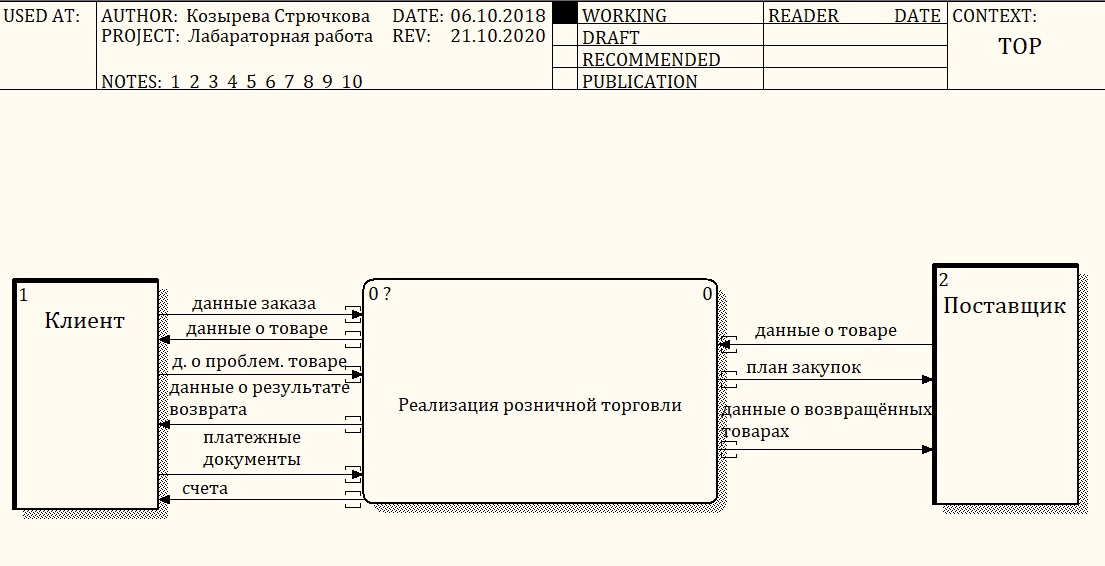 USED AT:
AUTHOR: Козырева Стрючкова DATE: 06.10.2018
PROJECT: Лабараторная работа REV: 21.10.2020
NOTES: 1 2 3 4 5 6 7 8 9 10
WORKING
DRAFT
RECOMMENDED
PUBLICATION
READER DATE
CONTEXT:
TOP
1
Клиент
данные заказа
данные о товаре
д. о проблем. товаре
данные о результате
возврата
платежные
документы
счета
0 ? 0
Реализация розничной торговли
данные о товаре
план закупок
данные о возвращённых
товарах
2
Поставщик